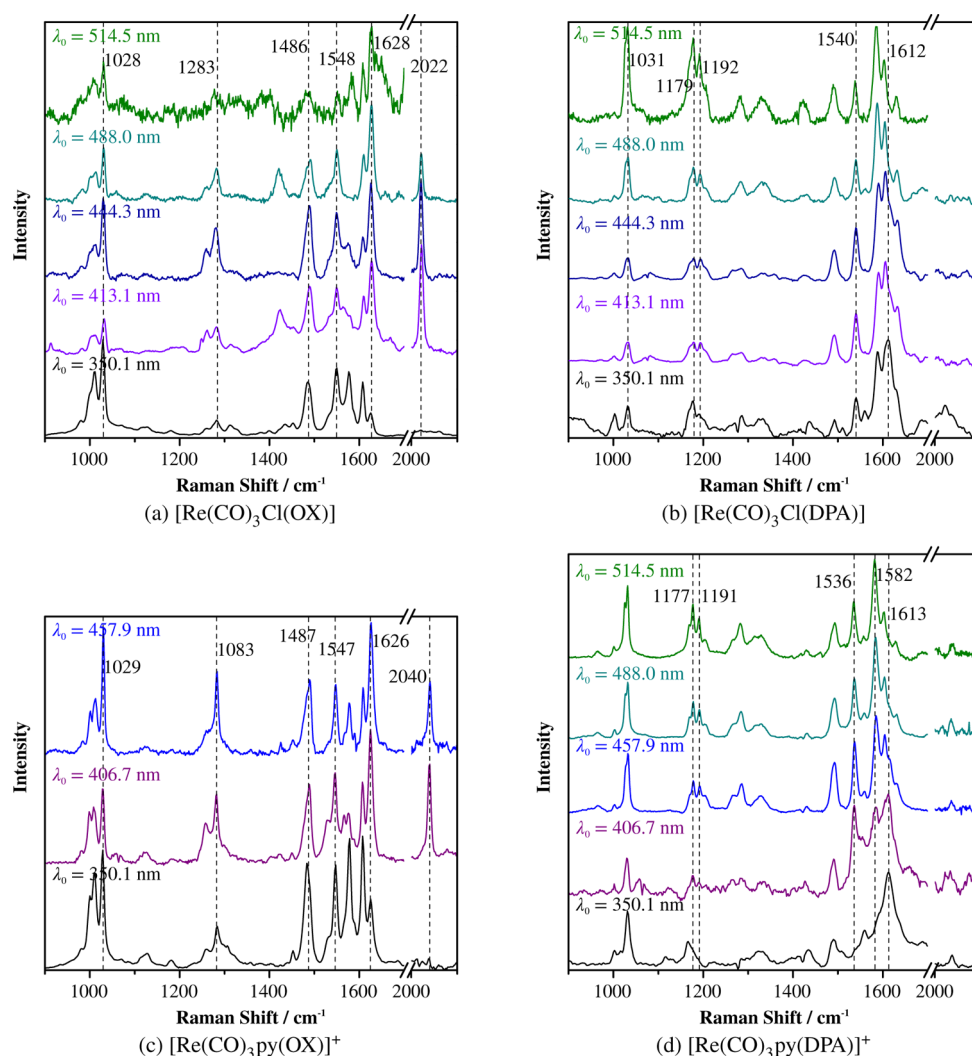 λ₀ = 514.5 nm
1028
1283
1486
1548
1628
2022
λ₀ = 488.0 nm
λ₀ = 444.3 nm
λ₀ = 413.1 nm
λ₀ = 350.1 nm
Intensity
1000 1200 1400 1600 2000
Raman Shift / cm⁻¹
(a) [Re(CO)₃Cl(OX)]
λ₀ = 514.5 nm
1031
1179
1192
1540
1612
λ₀ = 488.0 nm
λ₀ = 444.3 nm
λ₀ = 413.1 nm
λ₀ = 350.1 nm
Intensity
1000 1200 1400 1600 2000
Raman Shift / cm⁻¹
(b) [Re(CO)₃Cl(DPA)]
λ₀ = 457.9 nm
1029
1083
1487
1547
1626
2040
λ₀ = 406.7 nm
λ₀ = 350.1 nm
Intensity
1000 1200 1400 1600 2000
Raman Shift / cm⁻¹
(c) [Re(CO)₃py(OX)]⁺
λ₀ = 514.5 nm
1177
1191
1536
1582
1613
λ₀ = 488.0 nm
λ₀ = 457.9 nm
λ₀ = 406.7 nm
λ₀ = 350.1 nm
Intensity
1000 1200 1400 1600 2000
Raman Shift / cm⁻¹
(d) [Re(CO)₃py(DPA)]⁺